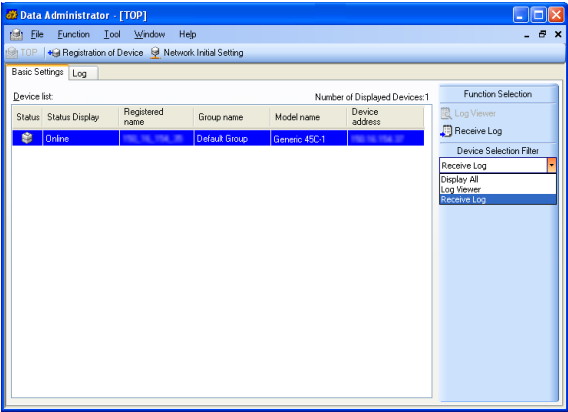 Data Administrator - [TOP]
File Function Tool Window Help
TOP Registration of Device Network Initial Setting
Basic Settings Log
Device list: Number of Displayed Devices:1
Status Status Display Registered name Group name Model name Device address
Online Default Group Generic 45C-1
Function Selection
Log Viewer
Receive Log
Device Selection Filter
Receive Log
Display All
Log Viewer
Receive Log